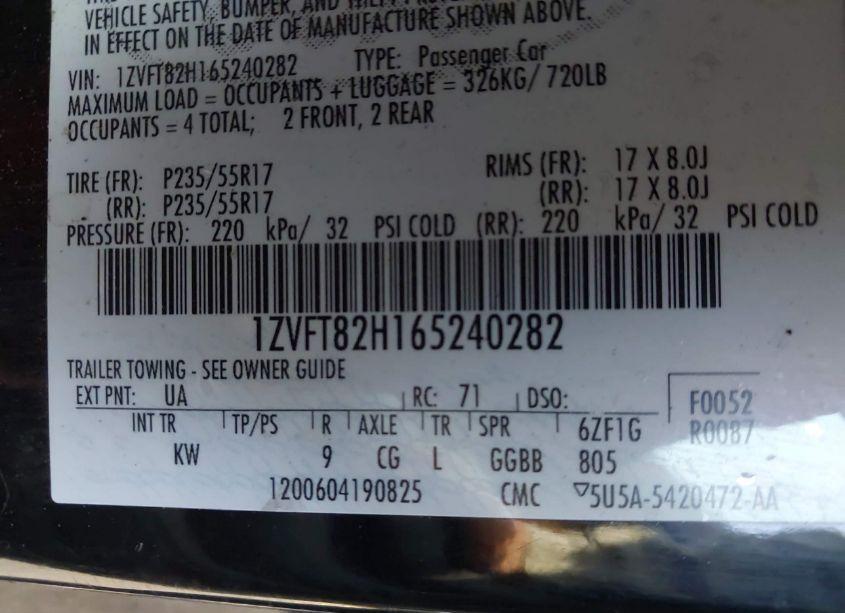 VEHICLE SAFETY, BUMPER, AND THEFT
IN EFFECT ON THE DATE OF MANUFACTURE SHOWN ABOVE.
VIN: 1ZVFT82H165240282 TYPE: Passenger Car
MAXIMUM LOAD = OCCUPANTS + LUGGAGE = 326KG/ 720LB
OCCUPANTS = 4 TOTAL; 2 FRONT, 2 REAR
TIRE (FR): P235/55R17 RIMS (FR): 17 X 8.0J
(RR): P235/55R17 (RR): 17 X 8.0J
PRESSURE (FR): 220 kPa/ 32 PSI COLD (RR): 220 kPa/ 32 PSI COLD
1ZVFT82H165240282
TRAILER TOWING - SEE OWNER GUIDE
EXT PNT: UA RC: 71 DSO: F0052
INT TR TP/PS R AXLE TR SPR 6ZF1G R0087
KW 9 CG L GGBB 805
1200604190825 CMC ▽5U5A-5420472-AA